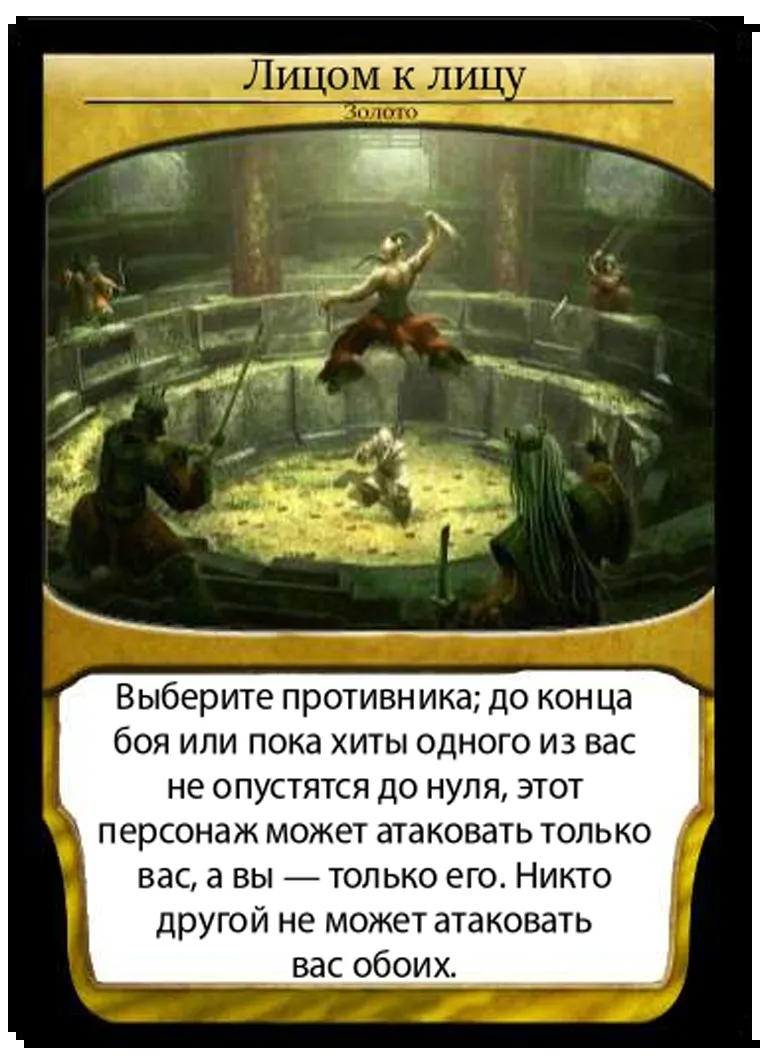 Лицом к лицу
Золото
Выберите противника; до конца
боя или пока хиты одного из вас
не опустятся до нуля, этот
персонаж может атаковать только
вас, а вы — только его. Никто
другой не может атаковать
вас обоих.